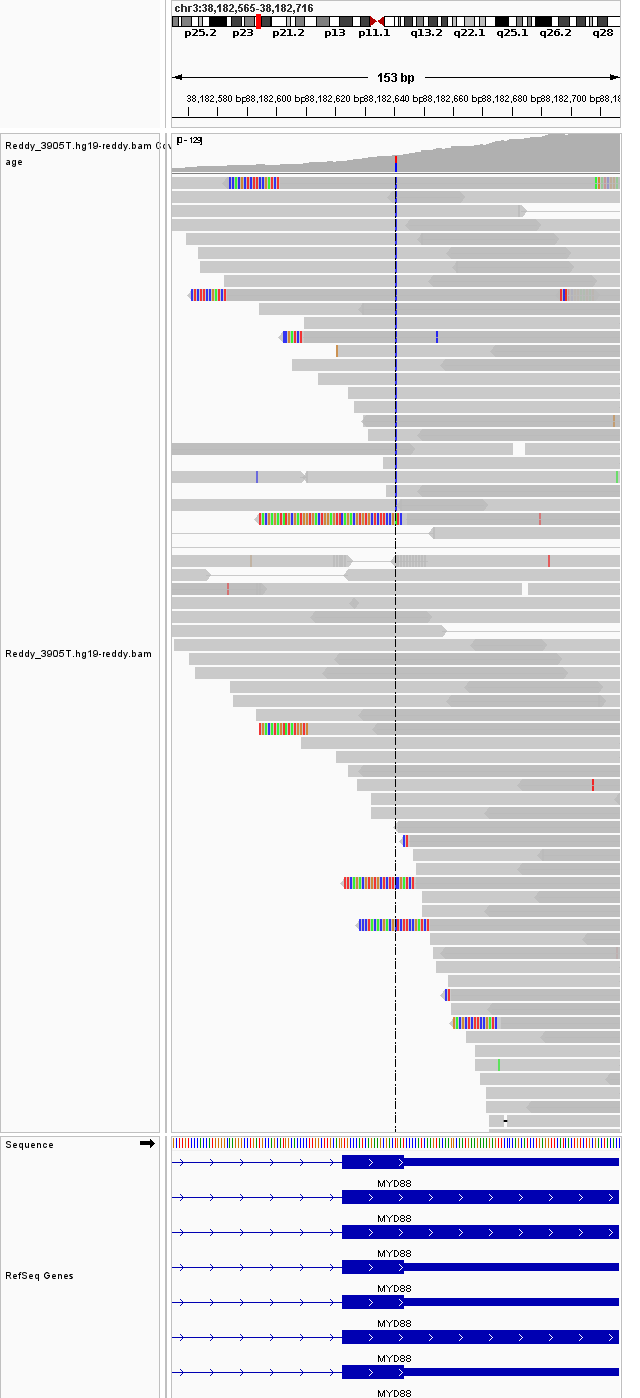 chr3:38,182,565-38,182,716
p25.2 p23 p21.2 p13 p11.1 q13.2 q22.1 q25.1 q26.2 q28
153 bp
38,182,580 bp 38,182,600 bp 38,182,620 bp 38,182,640 bp 38,182,660 bp 38,182,680 bp 38,182,700 bp
[0 - 129]
Reddy_3905T.hg19-reddy.bam Cov
age
Reddy_3905T.hg19-reddy.bam
Sequence
MYD88
MYD88
MYD88
RefSeq Genes
MYD88
MYD88
MYD88
MYD88